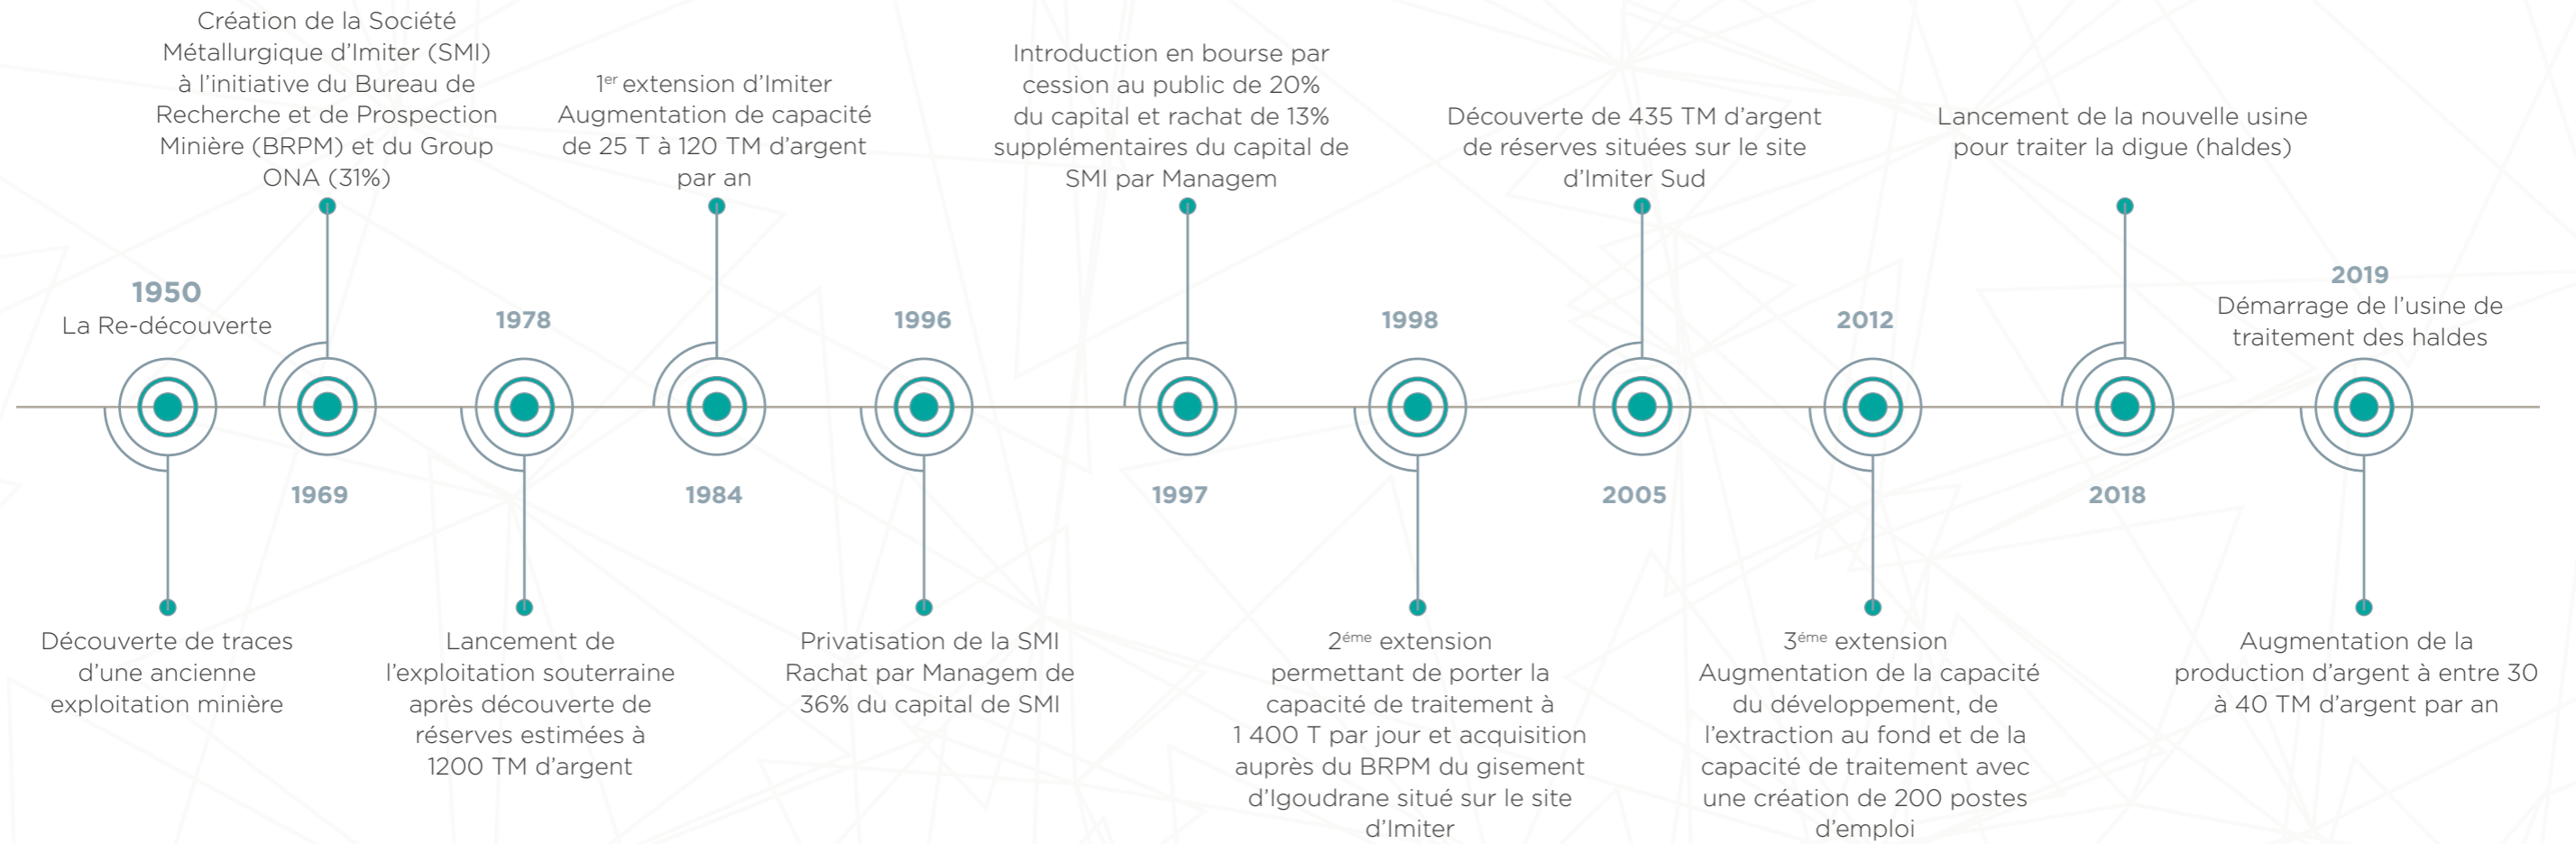 1950
La Re-découverte
Découverte de traces
d'une ancienne
exploitation minière
Création de la Société
Métallurgique d'Imiter (SMI)
à l'initiative du Bureau de
Recherche et de Prospection
Minière (BRPM) et du Group
ONA (31%)
1969
1978
Lancement de
l'exploitation souterraine
après découverte de
réserves estimées à
1200 TM d'argent
1er extension d'Imiter
Augmentation de capacité
de 25 T à 120 TM d'argent
par an
1984
1996
Privatisation de la SMI
Rachat par Managem de
36% du capital de SMI
Introduction en bourse par
cession au public de 20%
du capital et rachat de 13%
supplémentaires du capital de
SMI par Managem
1997
1998
2éme extension
permettant de porter la
capacité de traitement à
1 400 T par jour et acquisition
auprès du BRPM du gisement
d'Igoudrane situé sur le site
d'Imiter
Découverte de 435 TM d'argent
de réserves situées sur le site
d'Imiter Sud
2005
2012
3éme extension
Augmentation de la capacité
du développement, de
l'extraction au fond et de la
capacité de traitement avec
une création de 200 postes
d'emploi
Lancement de la nouvelle usine
pour traiter la digue (haldes)
2018
2019
Démarrage de l'usine de
traitement des haldes
Augmentation de la
production d'argent à entre 30
à 40 TM d'argent par an